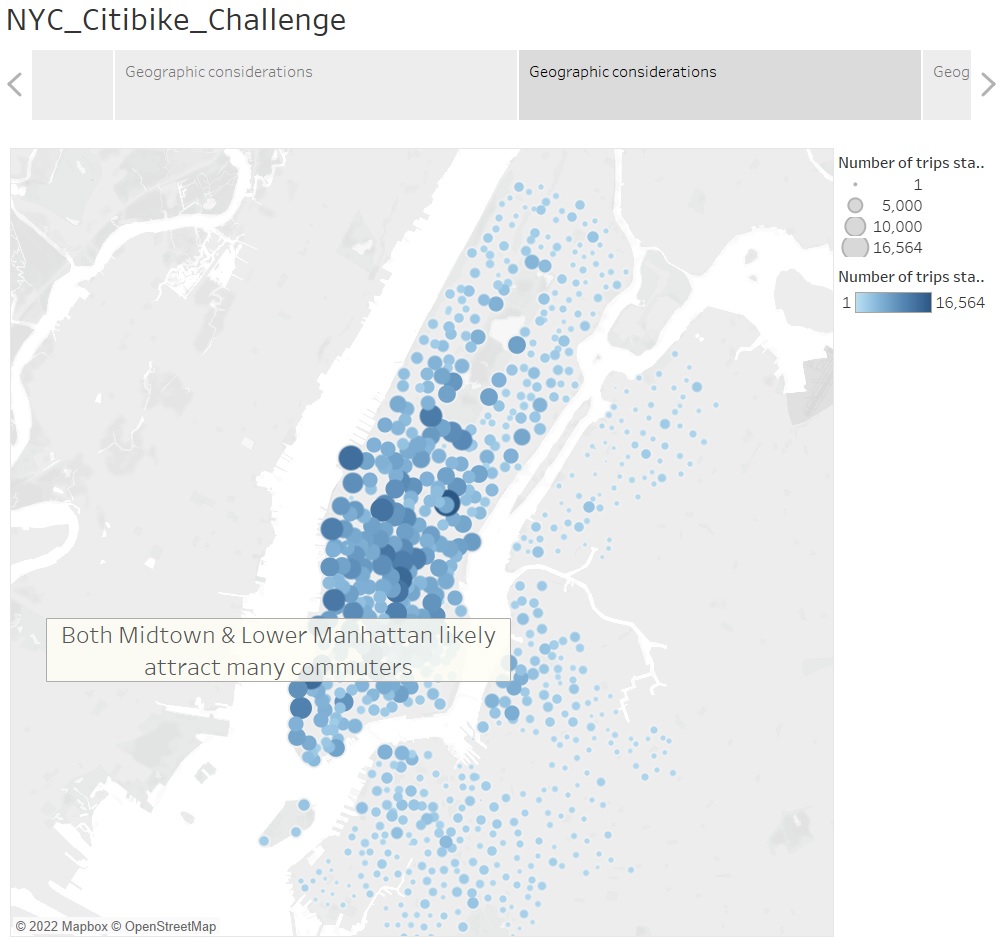 NYC_Citibike_Challenge
Geographic considerations
Geographic considerations
Geog
Number of trips sta..
1
5,000
10,000
16,564
Number of trips sta..
1 16,564
Both Midtown & Lower Manhattan likely
attract many commuters
© 2022 Mapbox © OpenStreetMap